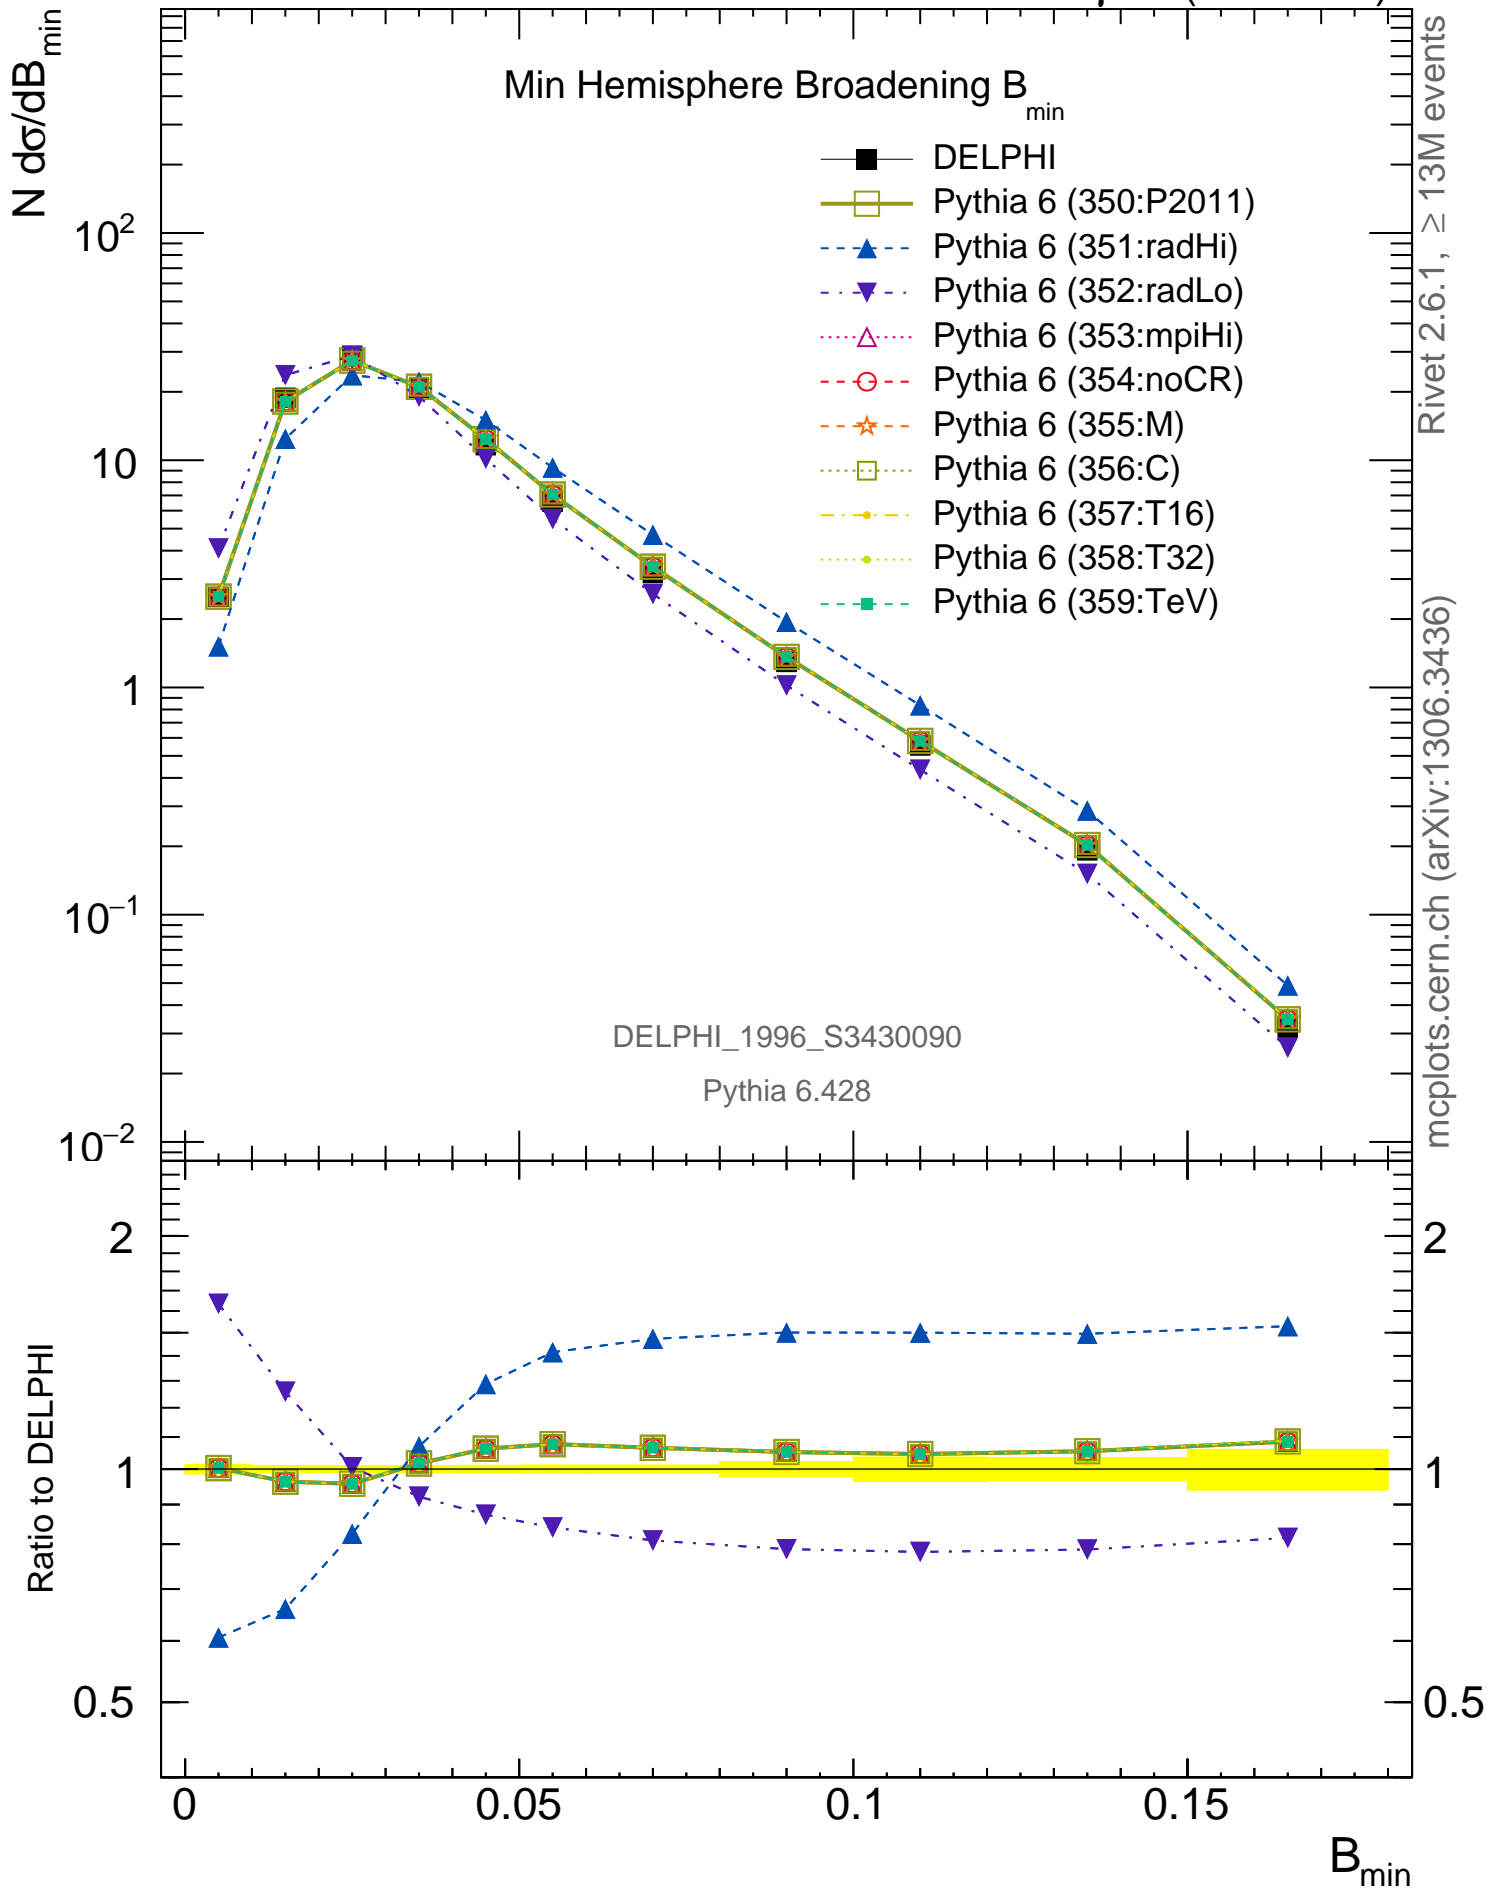 Min Hemisphere Broadening B_min
N dσ/dB_min
DELPHI
Pythia 6 (350:P2011)
Pythia 6 (351:radHi)
Pythia 6 (352:radLo)
Pythia 6 (353:mpiHi)
Pythia 6 (354:noCR)
Pythia 6 (355:M)
Pythia 6 (356:C)
Pythia 6 (357:T16)
Pythia 6 (358:T32)
Pythia 6 (359:TeV)
10²
10
1
10⁻¹
10⁻²
DELPHI_1996_S3430090
Pythia 6.428
Rivet 2.6.1, ≥ 13M events
mcplots.cern.ch (arXiv:1306.3436)
Ratio to DELPHI
2
1
0.5
2
1
0.5
0
0.05
0.1
0.15
B_min